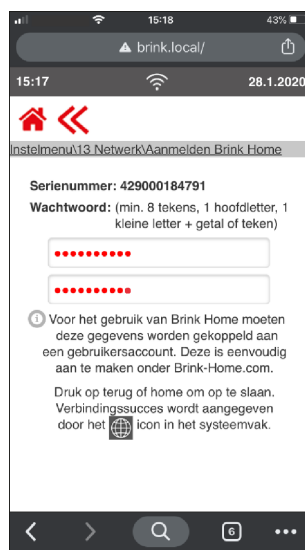 15:18
43%
brink.local/
15:17
28.1.2020
Instelmenu\13 Netwerk\Aanmelden Brink Home
Serienummer: 429000184791
Wachtwoord: (min. 8 tekens, 1 hoofdletter, 1
kleine letter + getal of teken)
••••••••••
••••••••••
Voor het gebruik van Brink Home moeten
deze gegevens worden gekoppeld aan
een gebruikersaccount. Deze is eenvoudig
aan te maken onder Brink-Home.com.
Druk op terug of home om op te slaan.
Verbindingssucces wordt aangegeven
door het icon in het systeemvak.
6